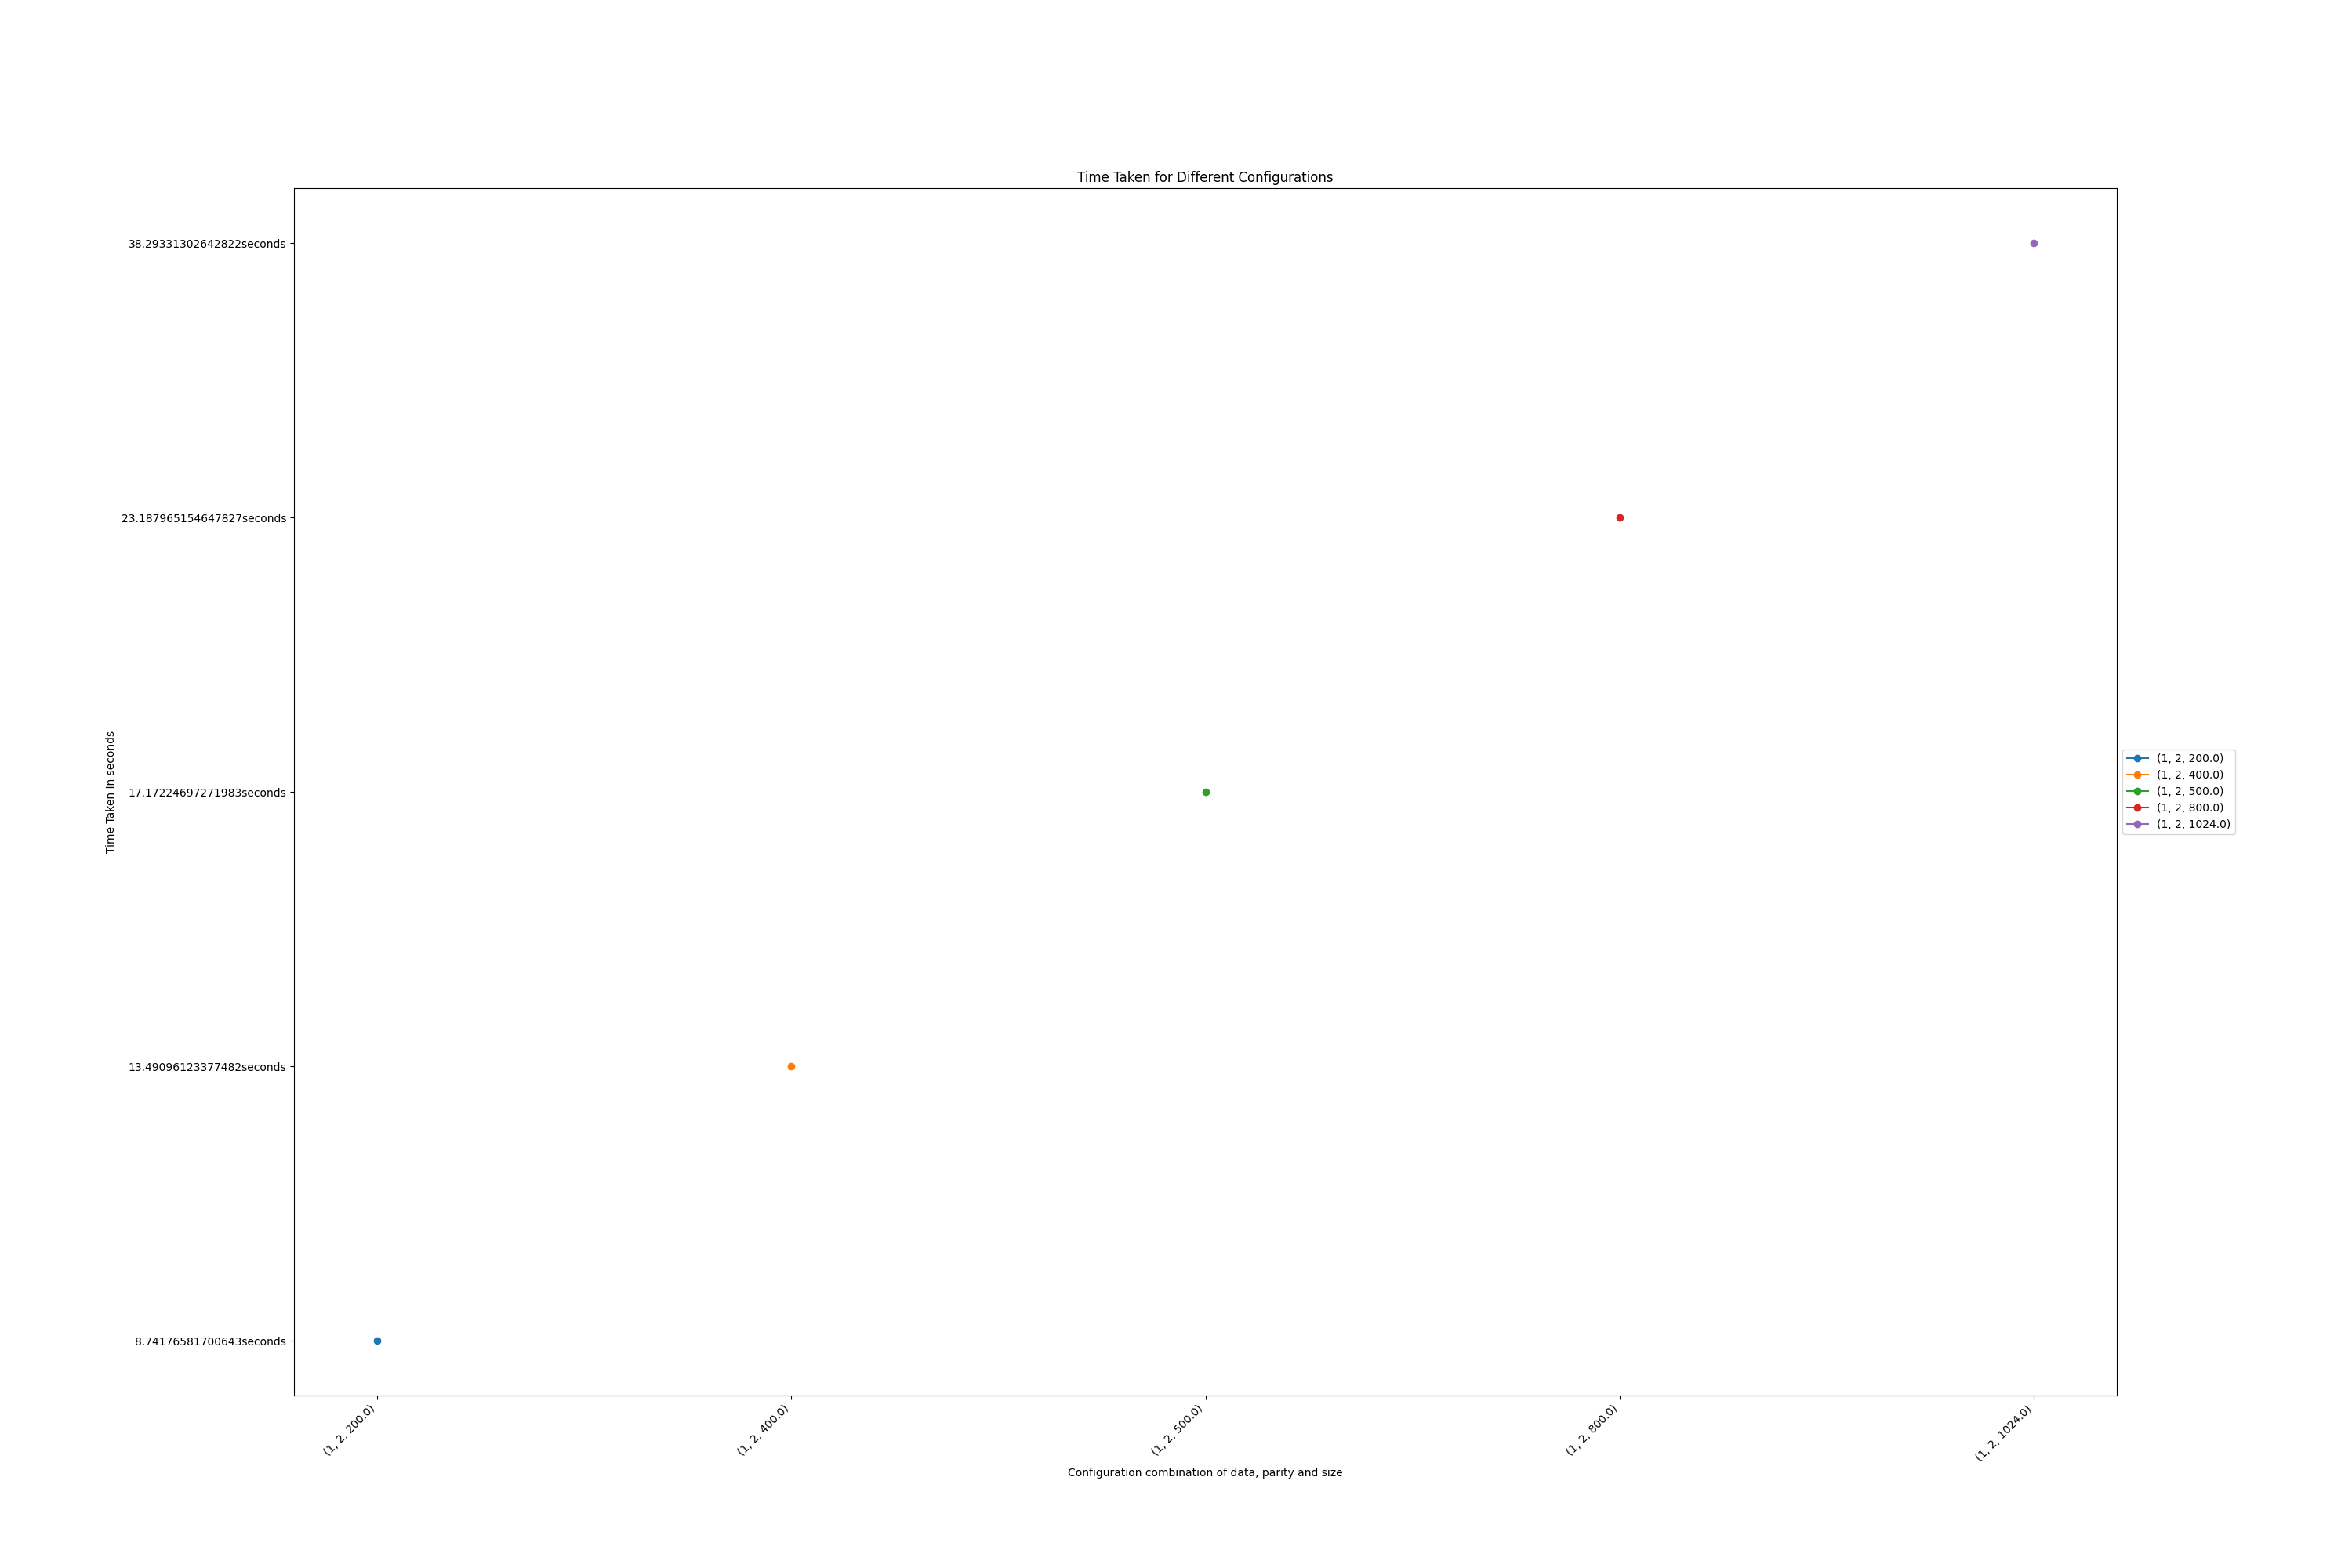 Time Taken for Different Configurations
38.29331302642822seconds
23.187965154647827seconds
17.17224697271983seconds
13.49096123377482seconds
8.74176581700643seconds
Time Taken In seconds
(1, 2, 200.0)
(1, 2, 400.0)
(1, 2, 500.0)
(1, 2, 800.0)
(1, 2, 1024.0)
Configuration combination of data, parity and size
(1, 2, 200.0)
(1, 2, 400.0)
(1, 2, 500.0)
(1, 2, 800.0)
(1, 2, 1024.0)